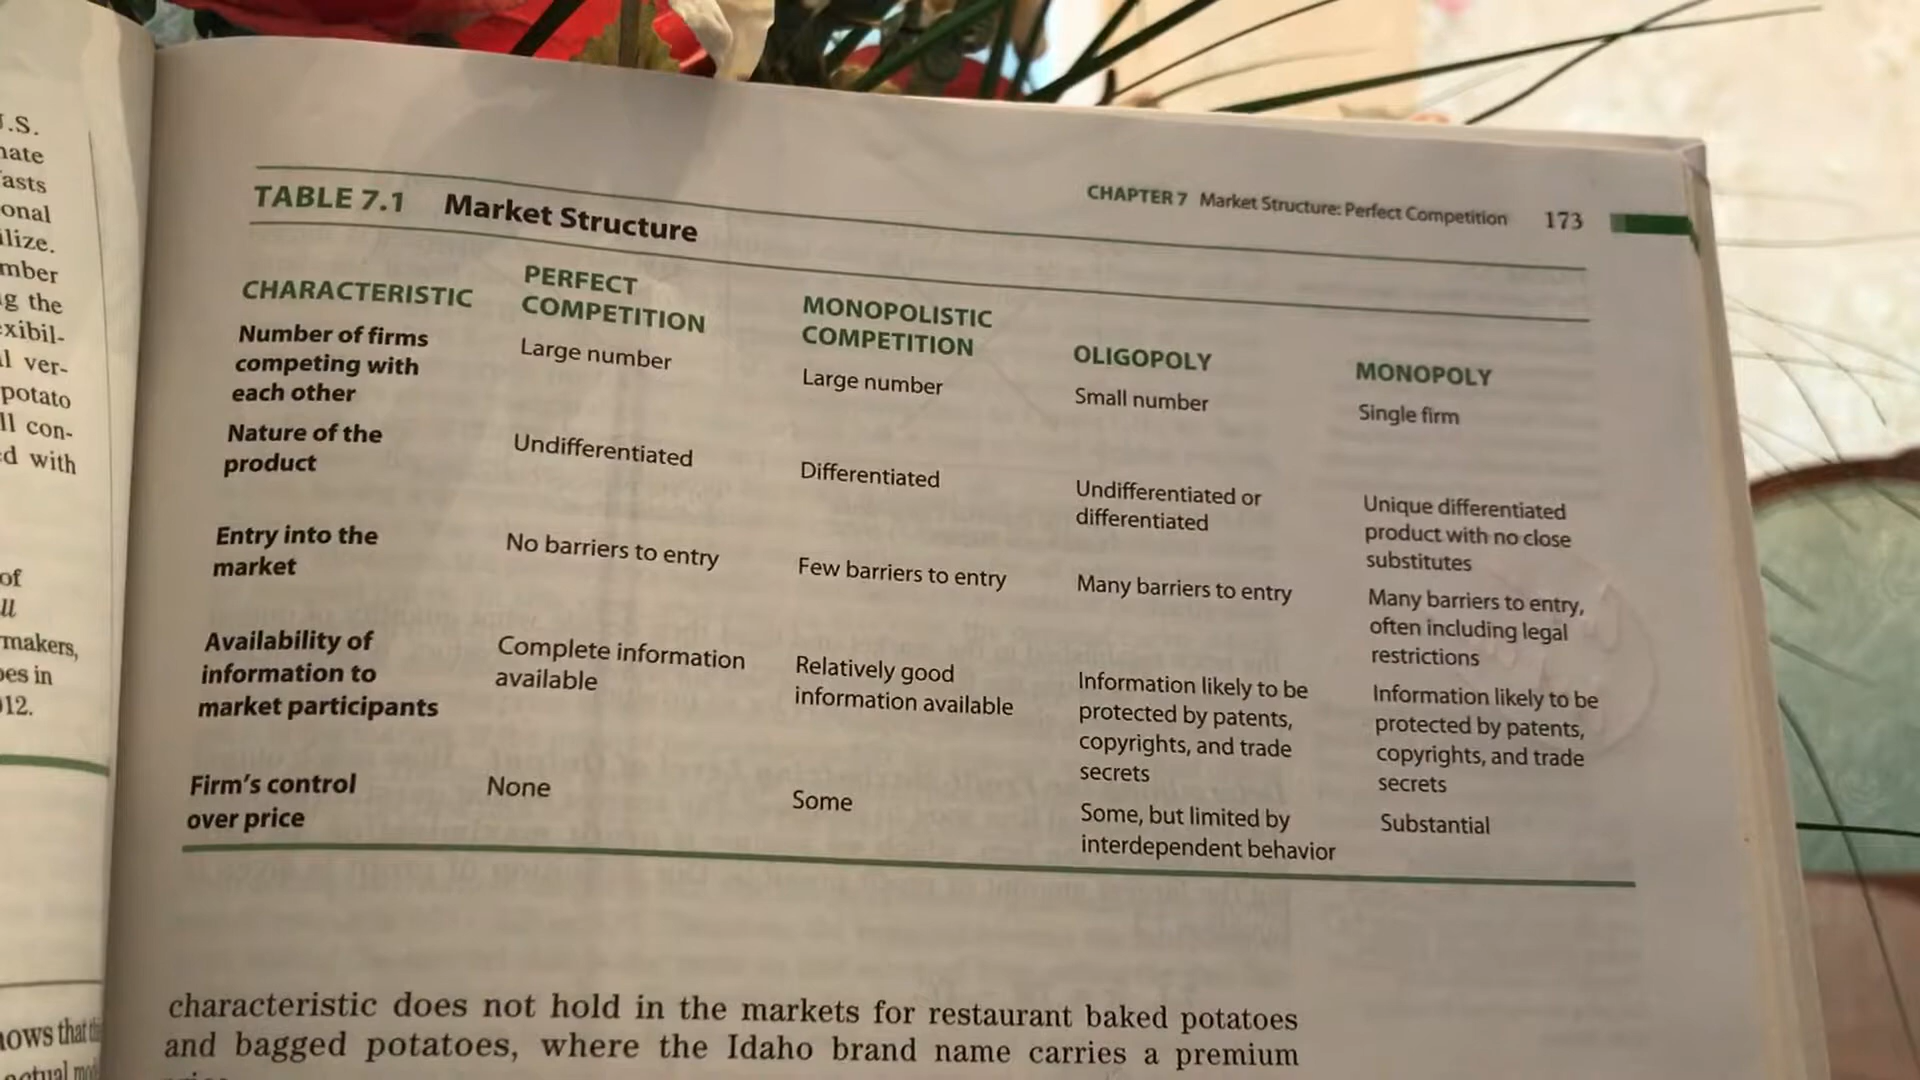 U.S.
onal
ilize.
g the
potato
d with
of
makers,
CHAPTER 7 Market Structure: Perfect Competition 173
TABLE 7.1 Market Structure
CHARACTERISTIC
PERFECT
COMPETITION
MONOPOLISTIC
COMPETITION
OLIGOPOLY
MONOPOLY
Number of firms
competing with
each other
Large number
Large number
Small number
Single firm
Nature of the
product
Undifferentiated
Differentiated
Undifferentiated or
differentiated
Unique differentiated
product with no close
substitutes
Entry into the
market
No barriers to entry
Few barriers to entry
Many barriers to entry
Many barriers to entry,
often including legal
restrictions
Availability of
information to
market participants
Complete information
available
Relatively good
information available
Information likely to be
protected by patents,
copyrights, and trade
secrets
Information likely to be
protected by patents,
copyrights, and trade
secrets
Firm's control
over price
None
Some
Some, but limited by
interdependent behavior
Substantial
characteristic does not hold in the markets for restaurant baked potatoes
and bagged potatoes, where the Idaho brand name carries a premium